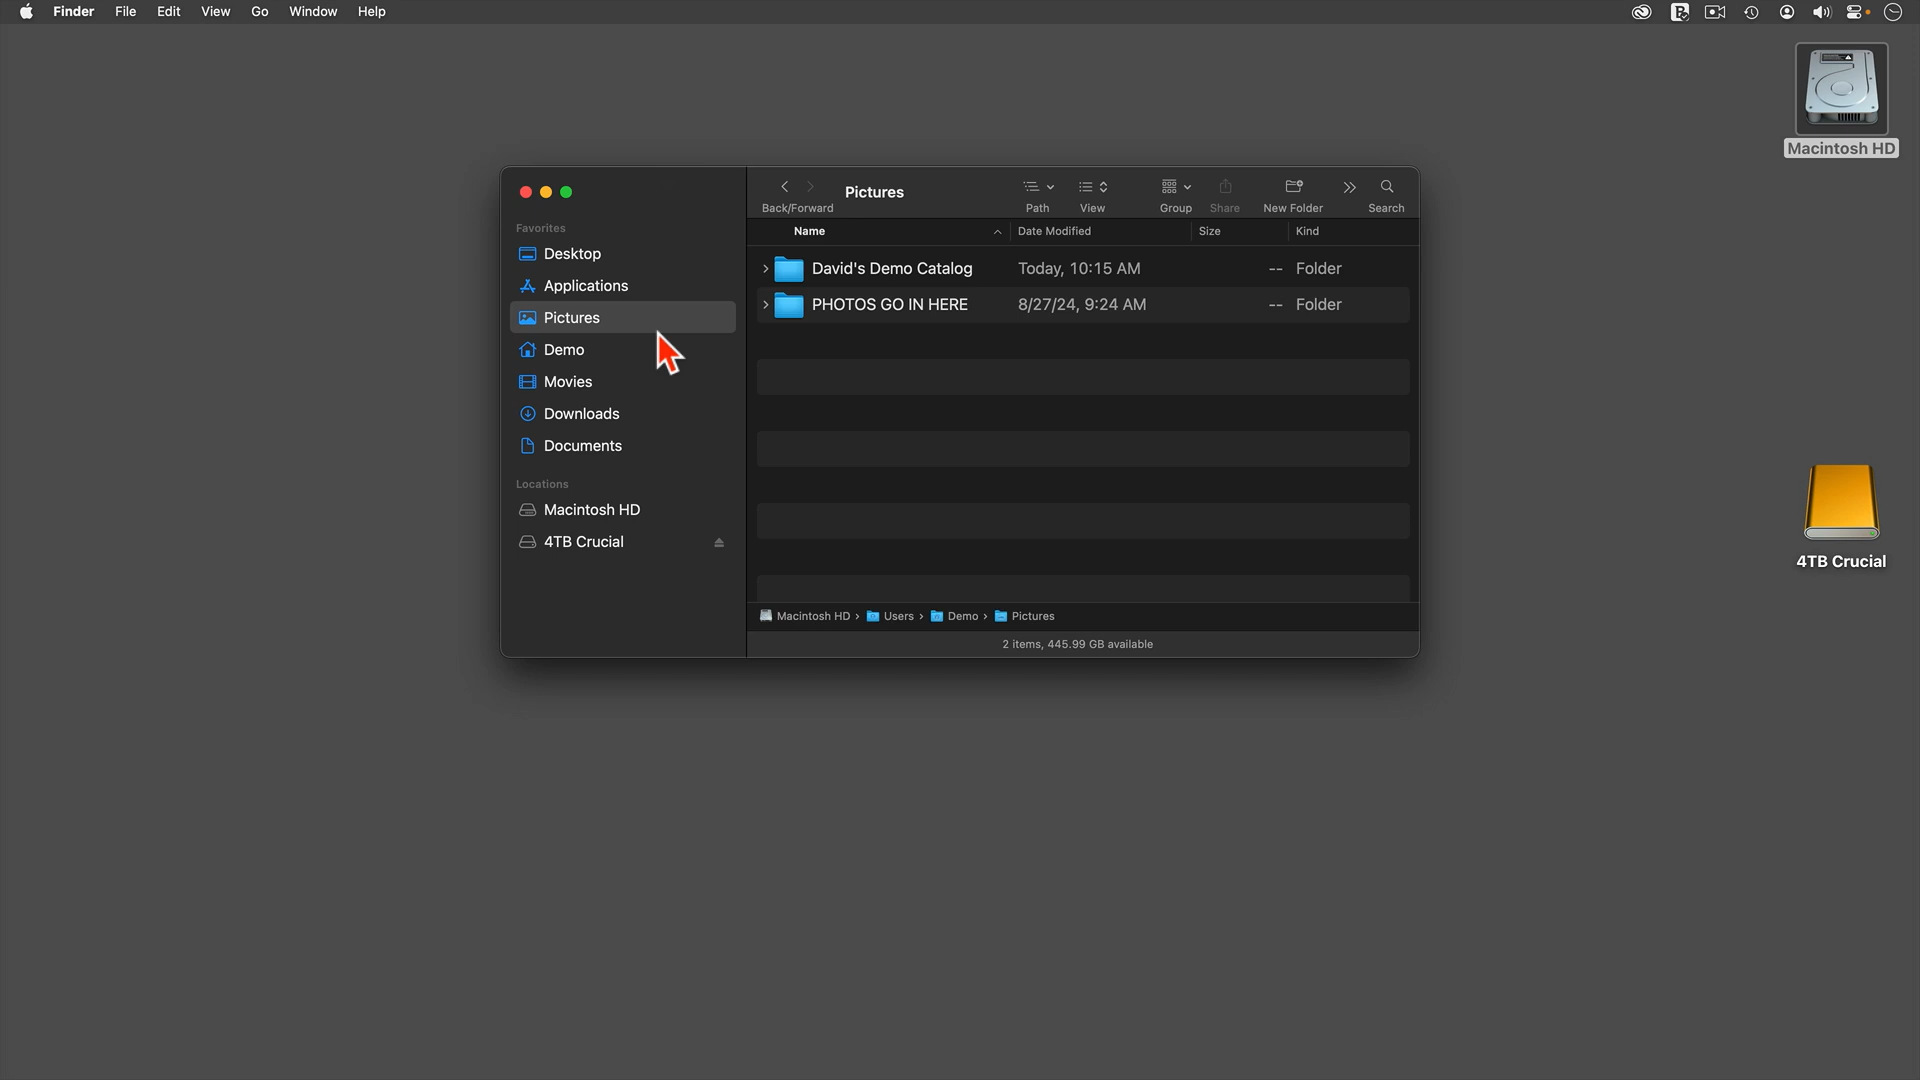 Finder File Edit View Go Window Help
Macintosh HD
Pictures
Back/Forward Path View Group Share New Folder Search
Favorites
Name Date Modified Size Kind
Desktop
David's Demo Catalog Today, 10:15 AM -- Folder
Applications
PHOTOS GO IN HERE 8/27/24, 9:24 AM -- Folder
Pictures
Demo
Movies
Downloads
Documents
Locations
Macintosh HD
4TB Crucial
4TB Crucial
Macintosh HD › Users › Demo › Pictures
2 items, 445.99 GB available